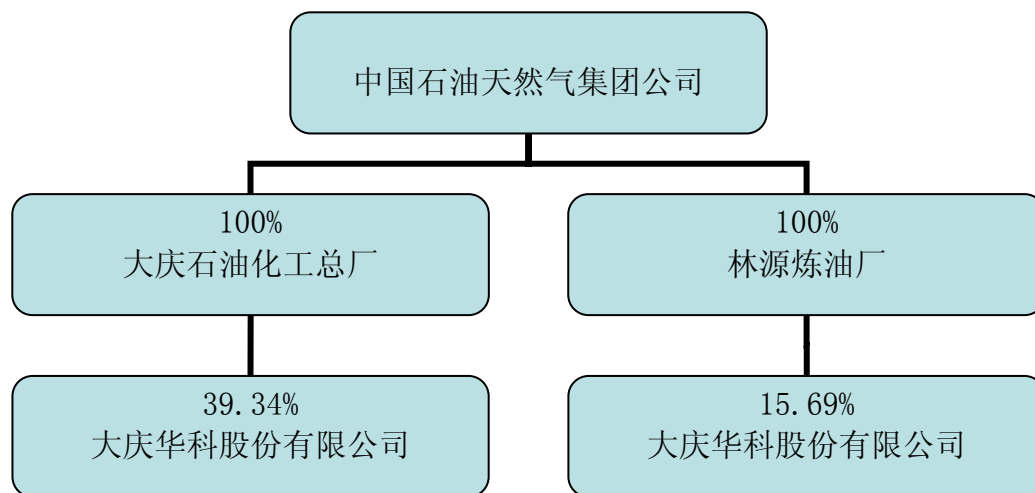 中国石油天然气集团公司
100%
大庆石油化工总厂
100%
林源炼油厂
39.34%
大庆华科股份有限公司
15.69%
大庆华科股份有限公司